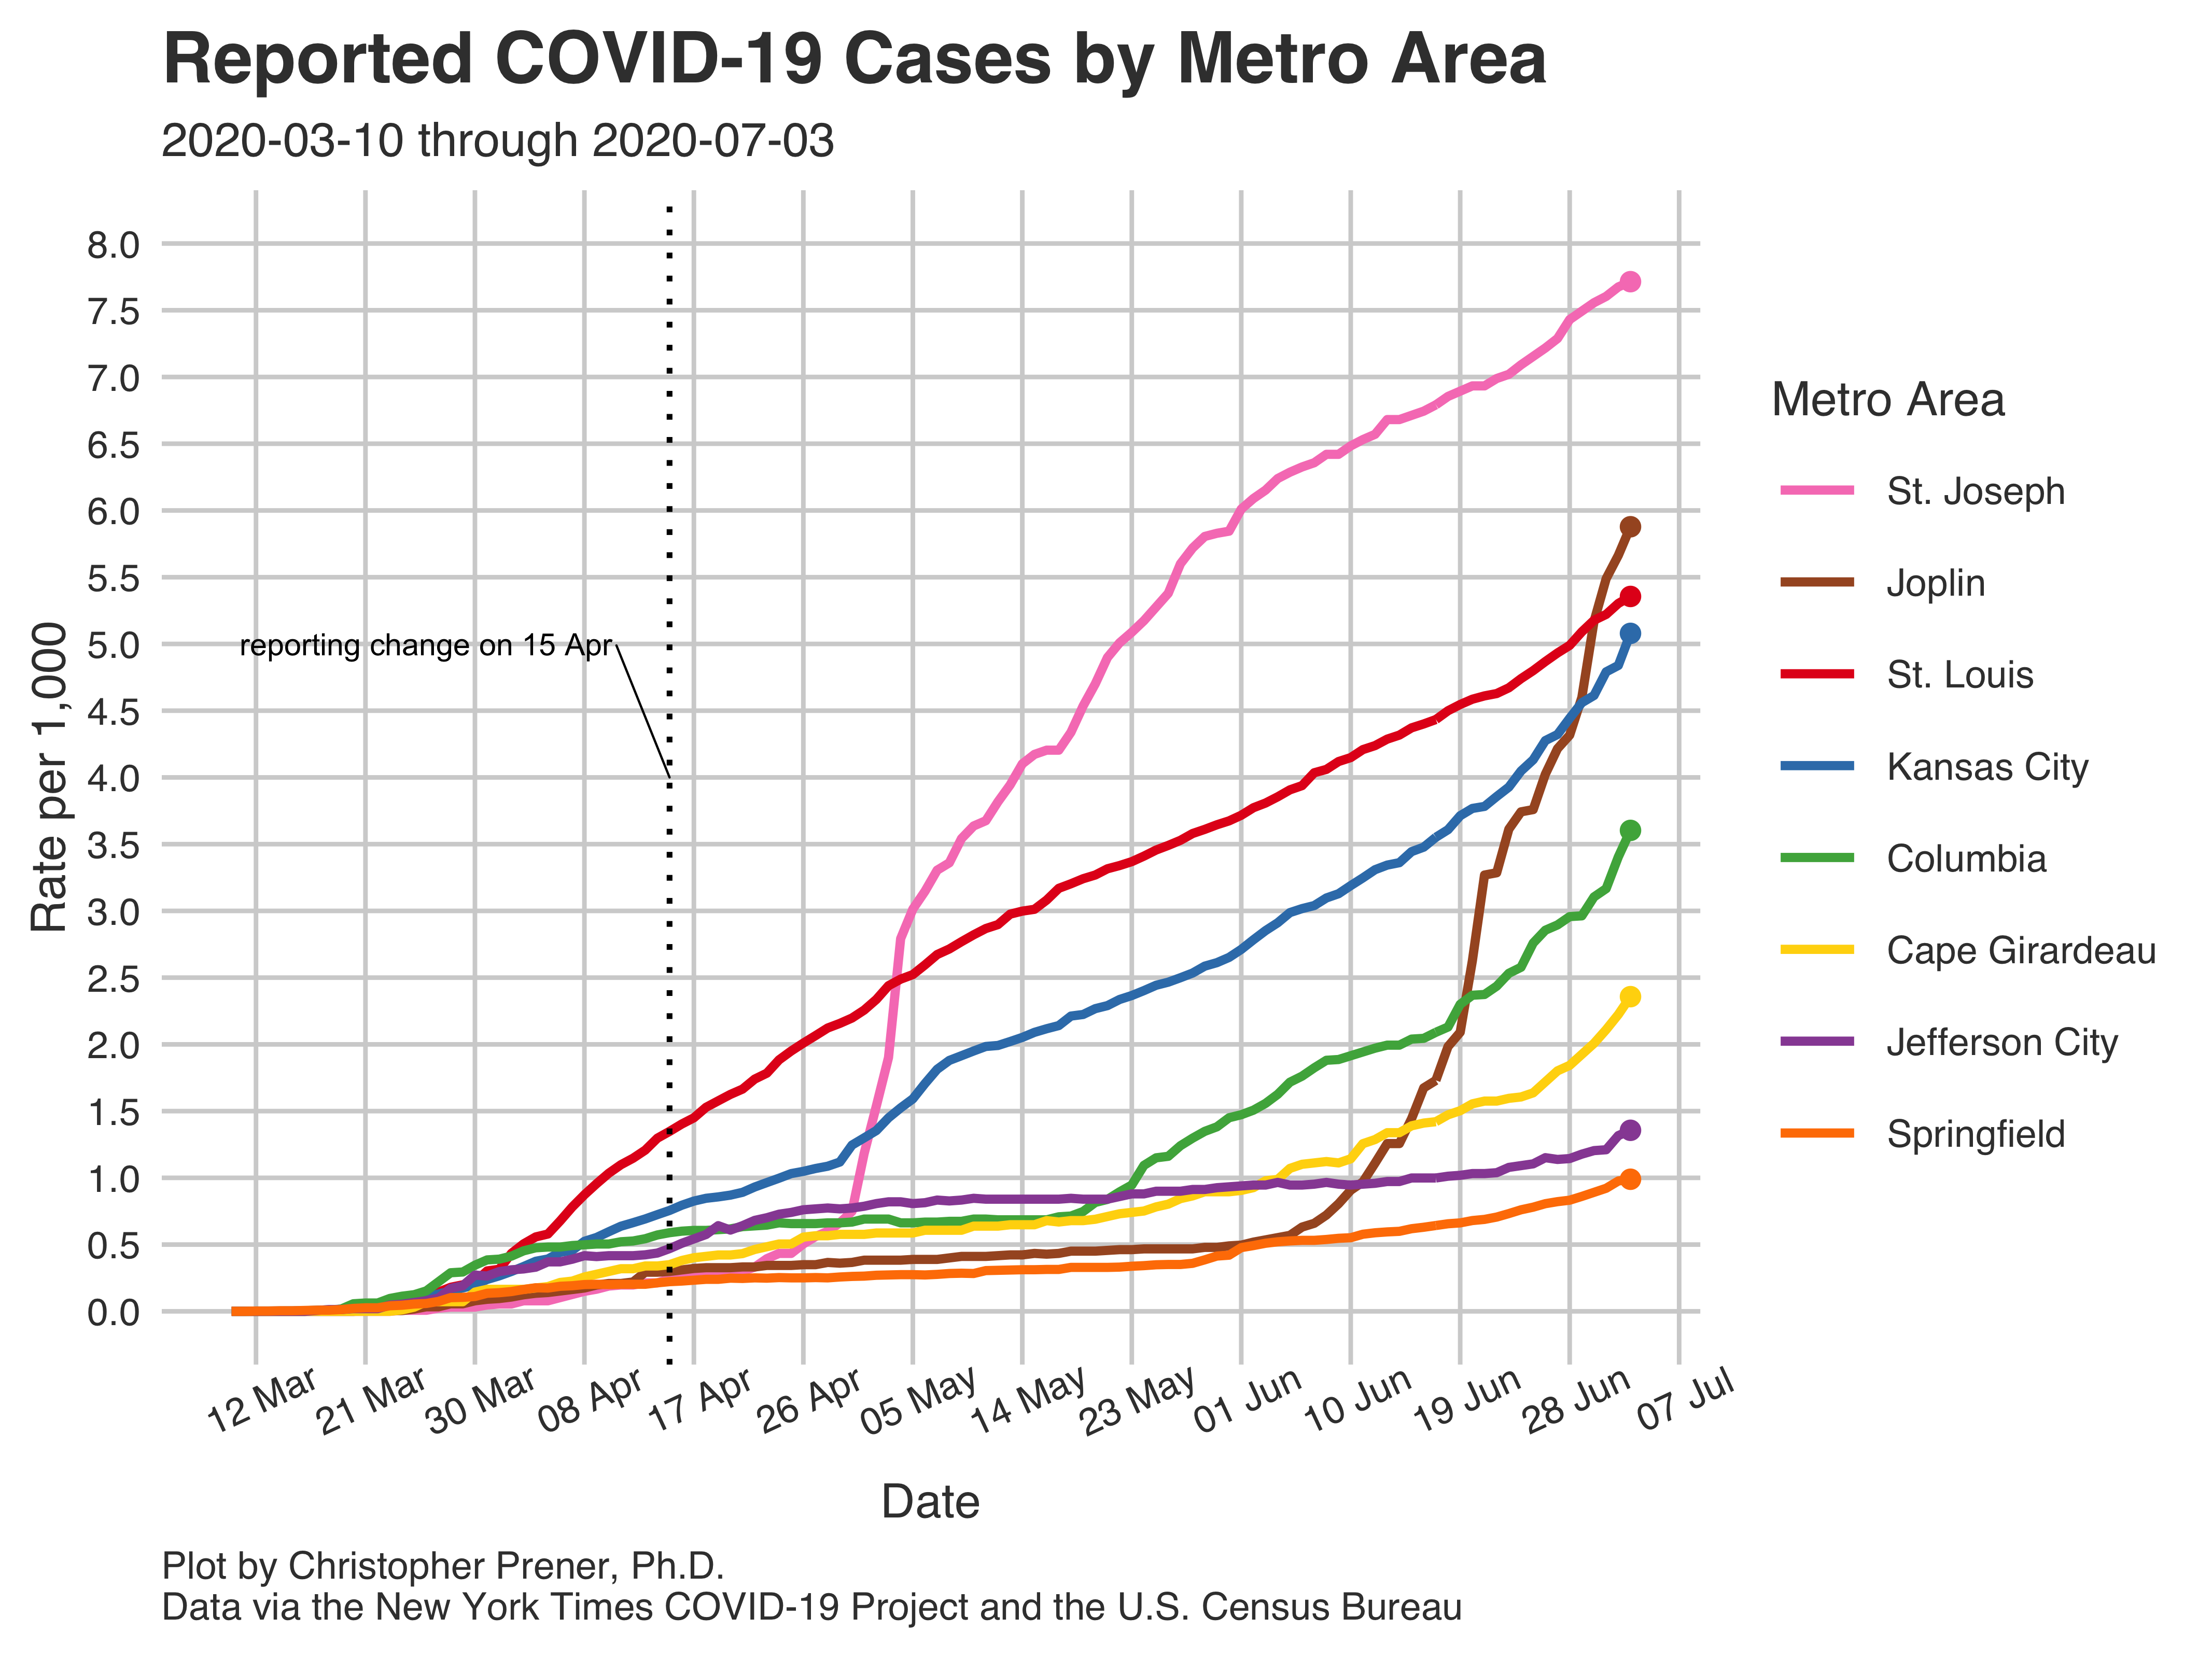 Reported COVID-19 Cases by Metro Area
2020-03-10 through 2020-07-03
Rate per 1,000
8.0
7.5
7.0
6.5
6.0
5.5
5.0
4.5
4.0
3.5
3.0
2.5
2.0
1.5
1.0
0.5
0.0
reporting change on 15 Apr
12 Mar
21 Mar
30 Mar
08 Apr
17 Apr
26 Apr
05 May
14 May
23 May
01 Jun
10 Jun
19 Jun
28 Jun
07 Jul
Date
Metro Area
St. Joseph
Joplin
St. Louis
Kansas City
Columbia
Cape Girardeau
Jefferson City
Springfield
Plot by Christopher Prener, Ph.D.
Data via the New York Times COVID-19 Project and the U.S. Census Bureau